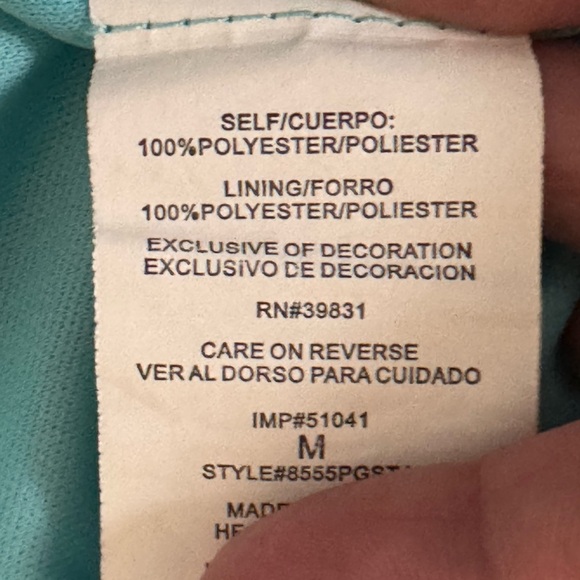 SELF/CUERPO:
100%POLYESTER/POLIESTER
LINING/FORRO
100%POLYESTER/POLIESTER
EXCLUSIVE OF DECORATION
EXCLUSIVO DE DECORACION
RN#39831
CARE ON REVERSE
VER AL DORSO PARA CUIDADO
IMP#51041
M